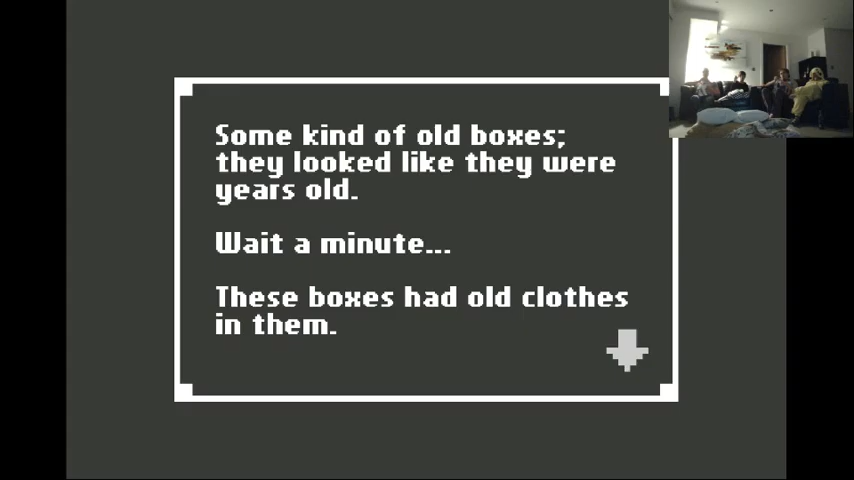 Some kind of old boxes;
they looked like they were
years old.
Wait a minute...
These boxes had old clothes
in them.